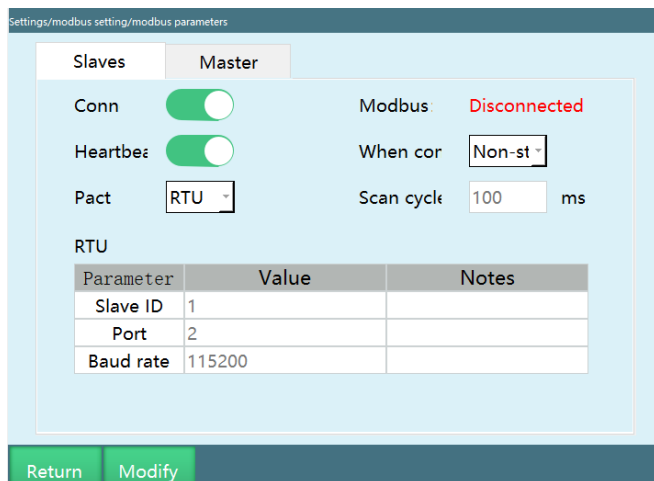 Settings/modbus setting/modbus parameters
Slaves Master
Conn Modbus: Disconnected
Heartbea When cor Non-st
Pact RTU Scan cycle 100 ms
RTU
Parameter Value Notes
Slave ID 1
Port 2
Baud rate 115200
Return Modify